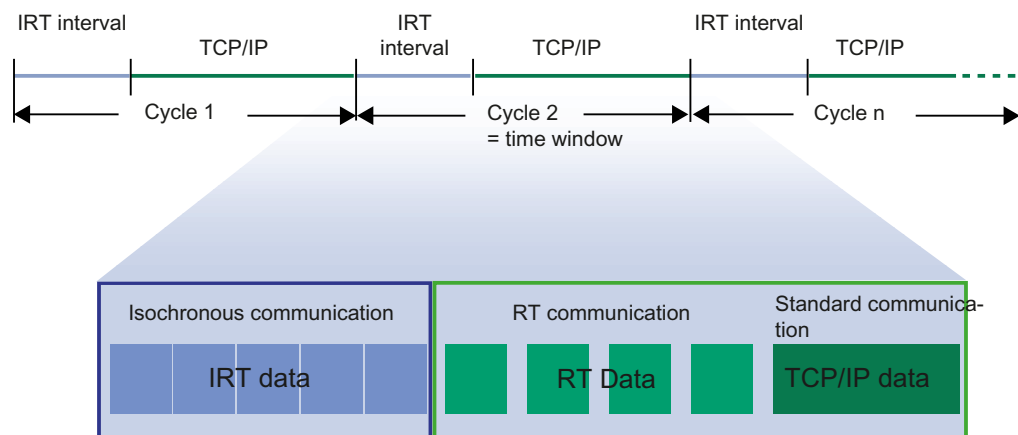 IRT interval
TCP/IP
IRT
interval
TCP/IP
IRT interval
TCP/IP
Cycle 1
Cycle 2
= time window
Cycle n
Isochronous communication
RT communication
Standard communica-
tion
IRT data
RT Data
TCP/IP data